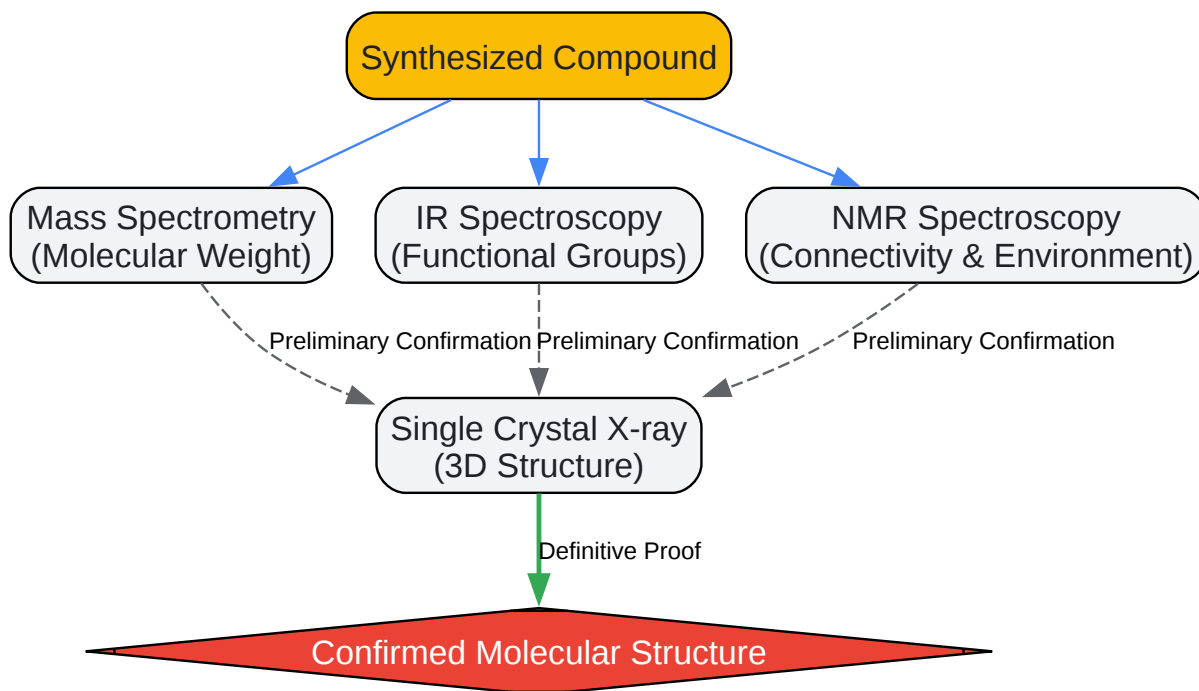 Synthesized Compound
Mass Spectrometry
(Molecular Weight)
IR Spectroscopy
(Functional Groups)
NMR Spectroscopy
(Connectivity & Environment)
Preliminary Confirmation
Preliminary Confirmation
Preliminary Confirmation
Single Crystal X-ray
(3D Structure)
Definitive Proof
Confirmed Molecular Structure